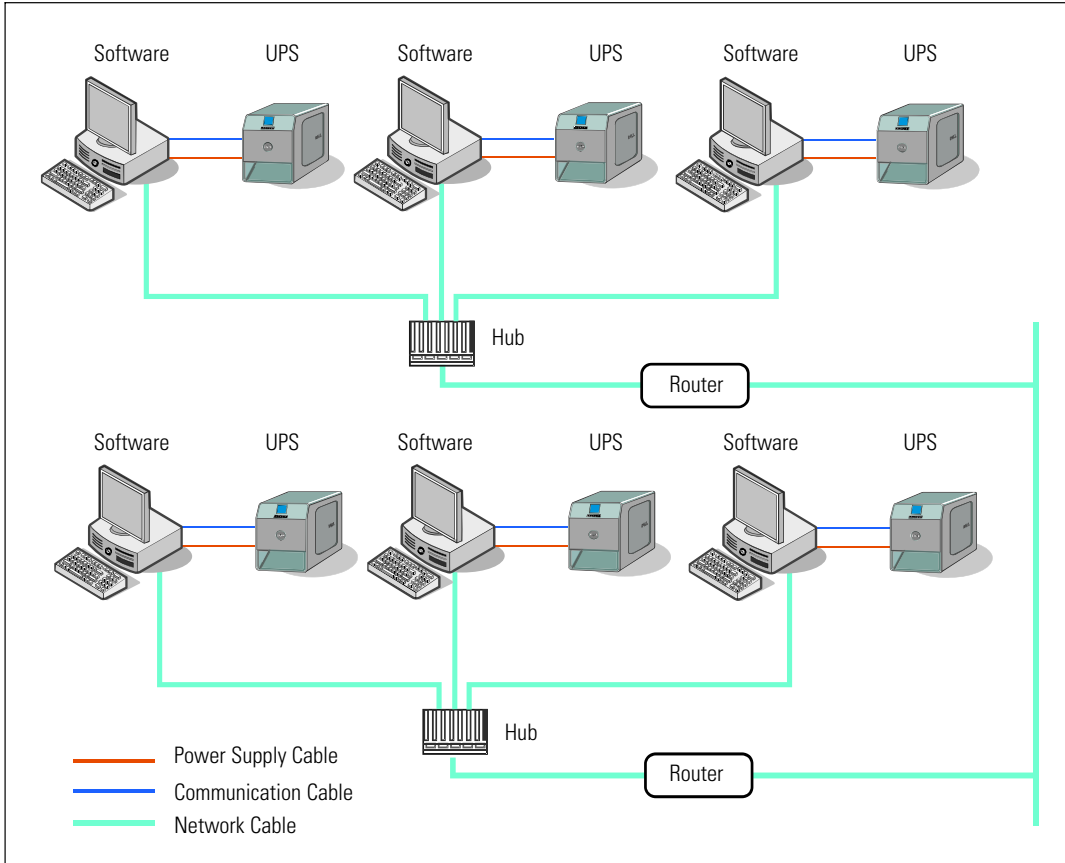 Software UPS Software UPS Software UPS
Hub
Router
Software UPS Software UPS Software UPS
Hub
Power Supply Cable
Router
Communication Cable
Network Cable